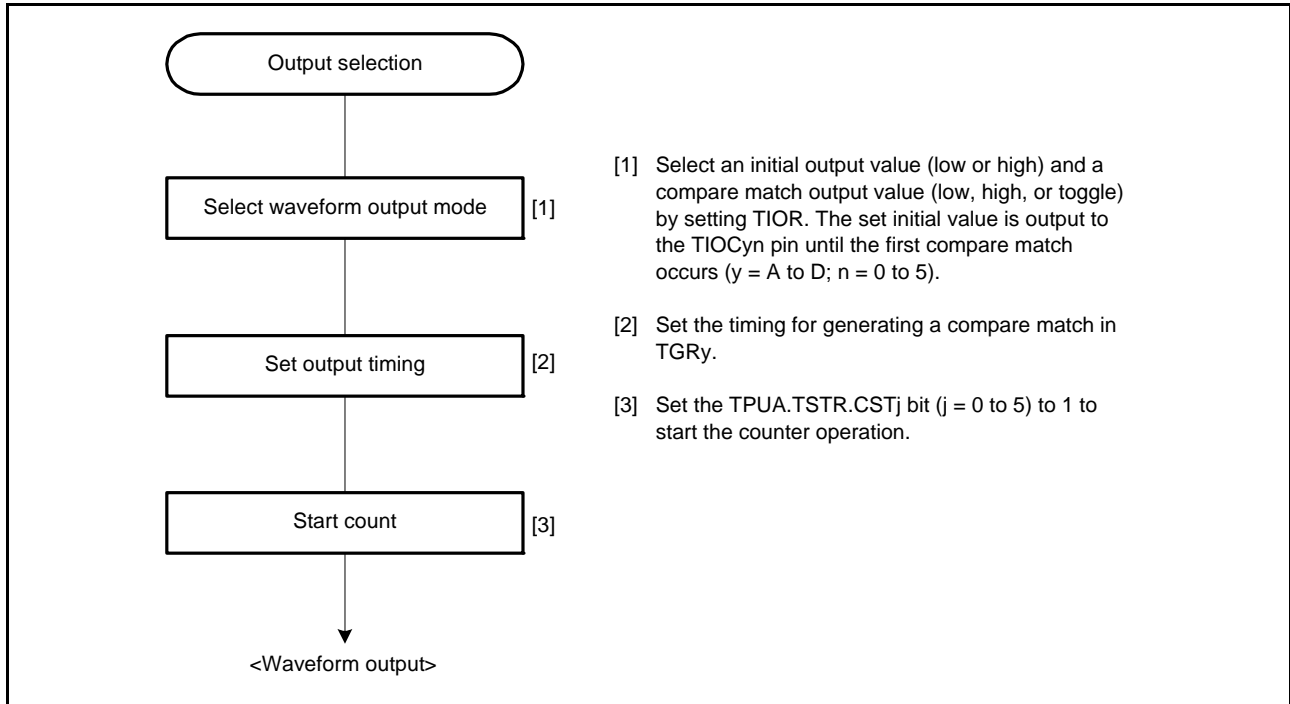 Output selection
Select waveform output mode [1]
Set output timing [2]
Start count [3]
<Waveform output>
[1] Select an initial output value (low or high) and a
compare match output value (low, high, or toggle)
by setting TIOR. The set initial value is output to
the TIOCyn pin until the first compare match
occurs (y = A to D; n = 0 to 5).
[2] Set the timing for generating a compare match in
TGRy.
[3] Set the TPUA.TSTR.CSTj bit (j = 0 to 5) to 1 to
start the counter operation.